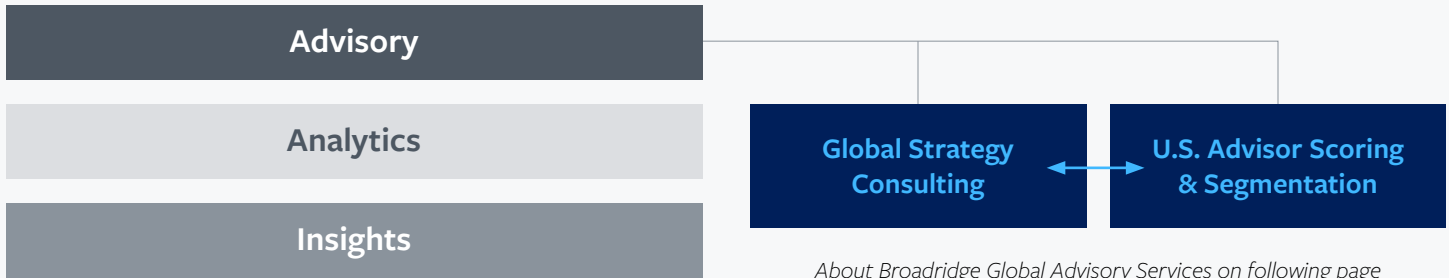 Advisory
Analytics
Insights
Global Strategy
Consulting
U.S. Advisor Scoring
& Segmentation
About Broadridge Global Advisory Services on following page